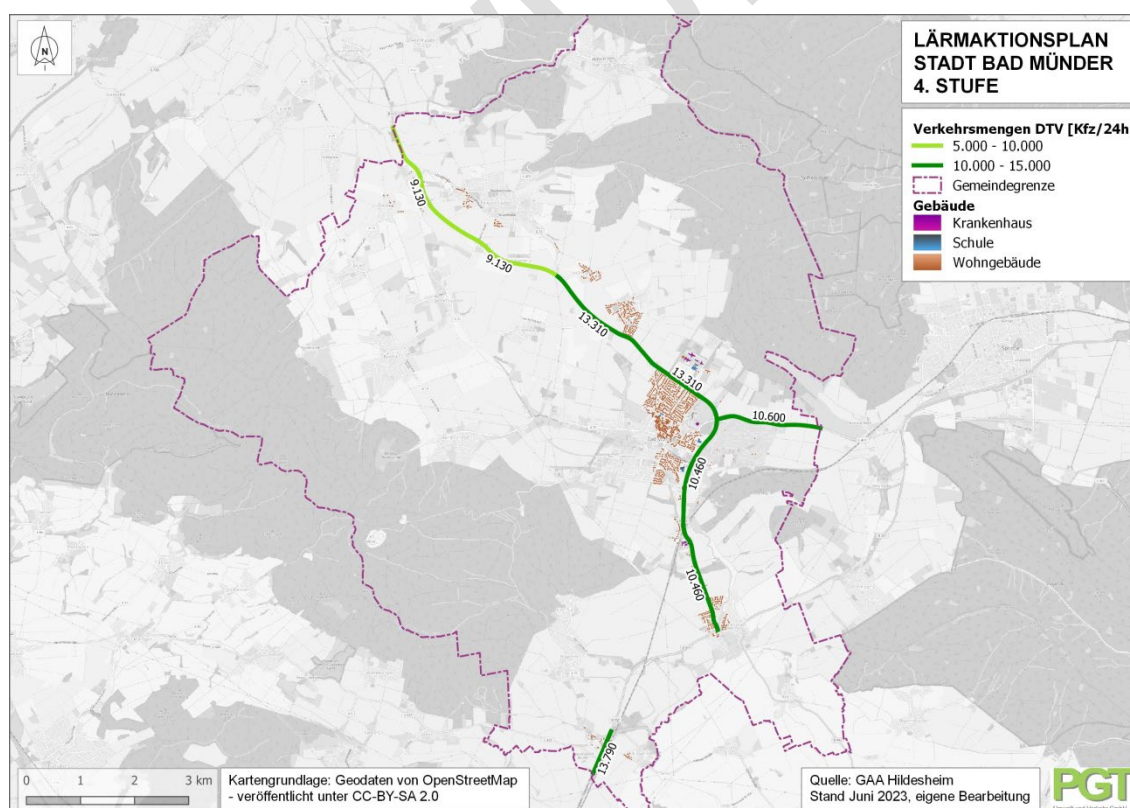 N
LÄRMAKTIONSPLAN
STADT BAD MÜNDER
4. STUFE
Verkehrsmengen DTV [Kfz/24h
5.000 - 10.000
10.000 - 15.000
Gemeindegrenze
Gebäude
Krankenhaus
Schule
Wohngebäude
9.130
9.130
13.310
13.310
10.600
10.460
10.460
13.790
0 1 2 3 km
Kartengrundlage: Geodaten von OpenStreetMap
- veröffentlicht unter CC-BY-SA 2.0
Quelle: GAA Hildesheim
Stand Juni 2023, eigene Bearbeitung
PGT